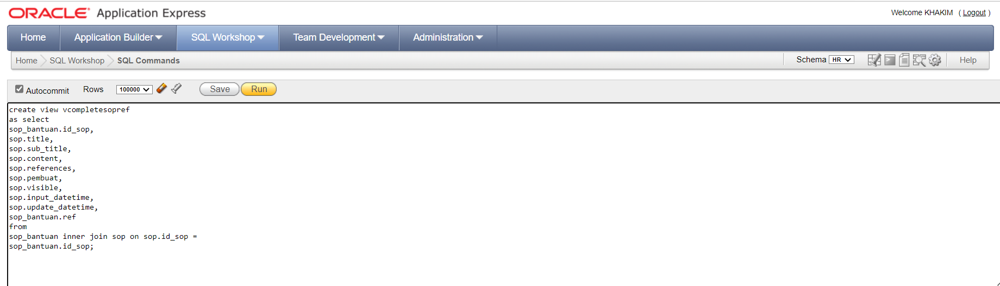 ORACLE Application Express
Welcome KHAKIM ( Logout )
Home Application Builder SQL Workshop Team Development Administration
Home SQL Workshop SQL Commands Schema HR Help
Autocommit Rows 100000 Save Run
create view vcompletesopref
as select
sop_bantuan.id_sop,
sop.title,
sop.sub_title,
sop.content,
sop.references,
sop.pembuat,
sop.visible,
sop.input_datetime,
sop.update_datetime,
sop_bantuan.ref
from
sop_bantuan inner join sop on sop.id_sop =
sop_bantuan.id_sop;